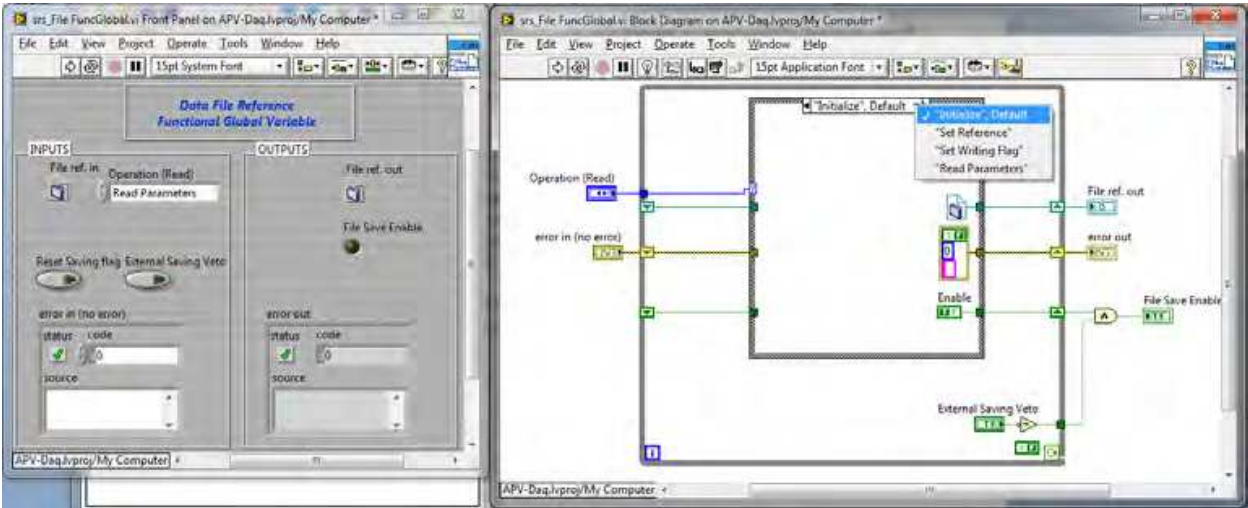 srs_File FuncGlobal.vi Front Panel on APV-Daq.lvproj/My Computer *
File Edit View Project Operate Tools Window Help
15pt System Font
Data File Reference
Functional Global Variable
INPUTS
File ref. in
Operation (Read)
Read Parameters
Reset Saving flag
External Saving Veto
error in (no error)
status
code
0
source
OUTPUTS
File ref. out
File Save Enable
error out
status
code
0
source
APV-Daq.lvproj/My Computer
srs_File FuncGlobal.vi Block Diagram on APV-Daq.lvproj/My Computer *
File Edit View Project Operate Tools Window Help
15pt Application Font
"Initialize", Default
"Initialize", Default
"Set Reference"
"Set Writing Flag"
"Read Parameters"
Operation (Read)
error in (no error)
0
Enable
File ref. out
error out
File Save Enable
External Saving Veto
i
APV-Daq.lvproj/My Computer